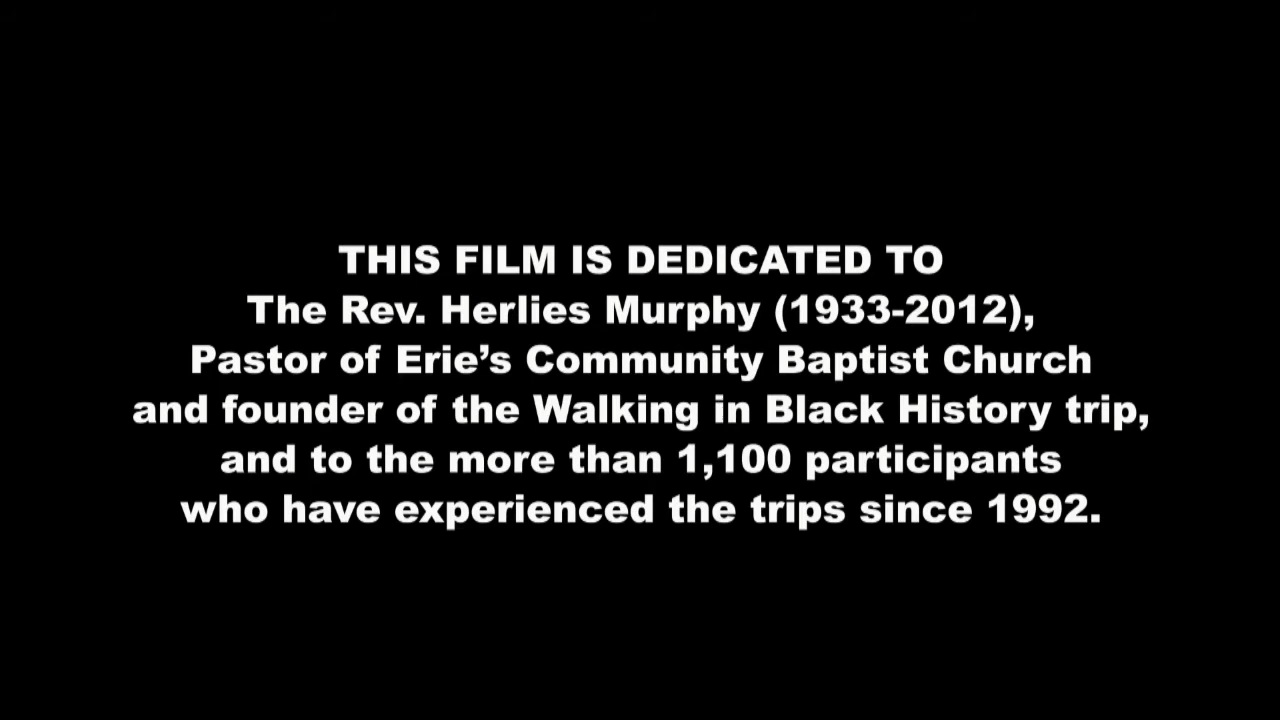 THIS FILM IS DEDICATED TO
The Rev. Herlies Murphy (1933-2012),
Pastor of Erie’s Community Baptist Church
and founder of the Walking in Black History trip,
and to the more than 1,100 participants
who have experienced the trips since 1992.